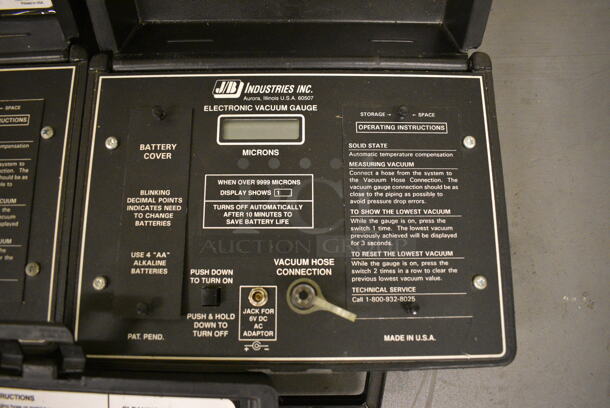 J/B INDUSTRIES INC.
Aurora, Illinois U.S.A. 60507
ELECTRONIC VACUUM GAUGE
MICRONS
BATTERY
COVER
BLINKING
DECIMAL POINTS
INDICATES NEED
TO CHANGE
BATTERIES
USE 4 "AA"
ALKALINE
BATTERIES
PAT. PEND.
WHEN OVER 9999 MICRONS
DISPLAY SHOWS 1
TURNS OFF AUTOMATICALLY
AFTER 10 MINUTES TO
SAVE BATTERY LIFE
AUCTION GROUP
PUSH DOWN
TO TURN ON
PUSH & HOLD
DOWN TO
TURN OFF
JACK FOR
6V DC
AC
ADAPTOR
VACUUM HOSE
CONNECTION
STORAGE SPACE
OPERATING INSTRUCTIONS
SOLID STATE
Automatic temperature compensation
MEASURING VACUUM
Connect a hose from the system to
the Vacuum Hose Connection. The
vacuum gauge connection should be as
close to the piping as possible to
avoid pressure drop errors.
TO SHOW THE LOWEST VACUUM
While the gauge is on, press the
switch 1 time. The lowest vacuum
previously achieved will be displayed
for 3 seconds.
TO RESET THE LOWEST VACUUM
While the gauge is on, press the
switch 2 times in a row to clear the
previous lowest vacuum value.
TECHNICAL SERVICE
Call 1-800-932-8025
MADE IN U.S.A.
SPACE